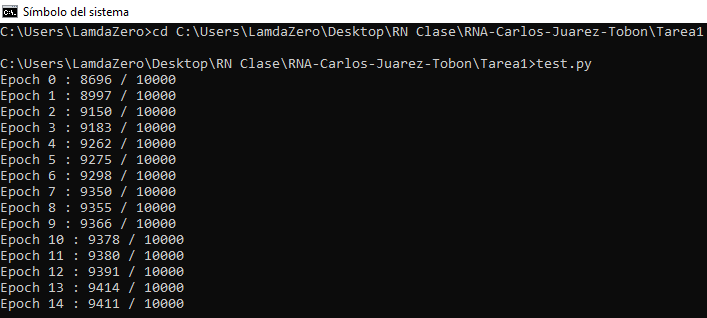 Símbolo del sistema
C:\Users\LamdaZero>cd C:\Users\LamdaZero\Desktop\RN Clase\RNA-Carlos-Juarez-Tobon\Tarea1
C:\Users\LamdaZero\Desktop\RN Clase\RNA-Carlos-Juarez-Tobon\Tarea1>test.py
Epoch 0 : 8696 / 10000
Epoch 1 : 8997 / 10000
Epoch 2 : 9150 / 10000
Epoch 3 : 9183 / 10000
Epoch 4 : 9262 / 10000
Epoch 5 : 9275 / 10000
Epoch 6 : 9298 / 10000
Epoch 7 : 9350 / 10000
Epoch 8 : 9355 / 10000
Epoch 9 : 9366 / 10000
Epoch 10 : 9378 / 10000
Epoch 11 : 9380 / 10000
Epoch 12 : 9391 / 10000
Epoch 13 : 9414 / 10000
Epoch 14 : 9411 / 10000